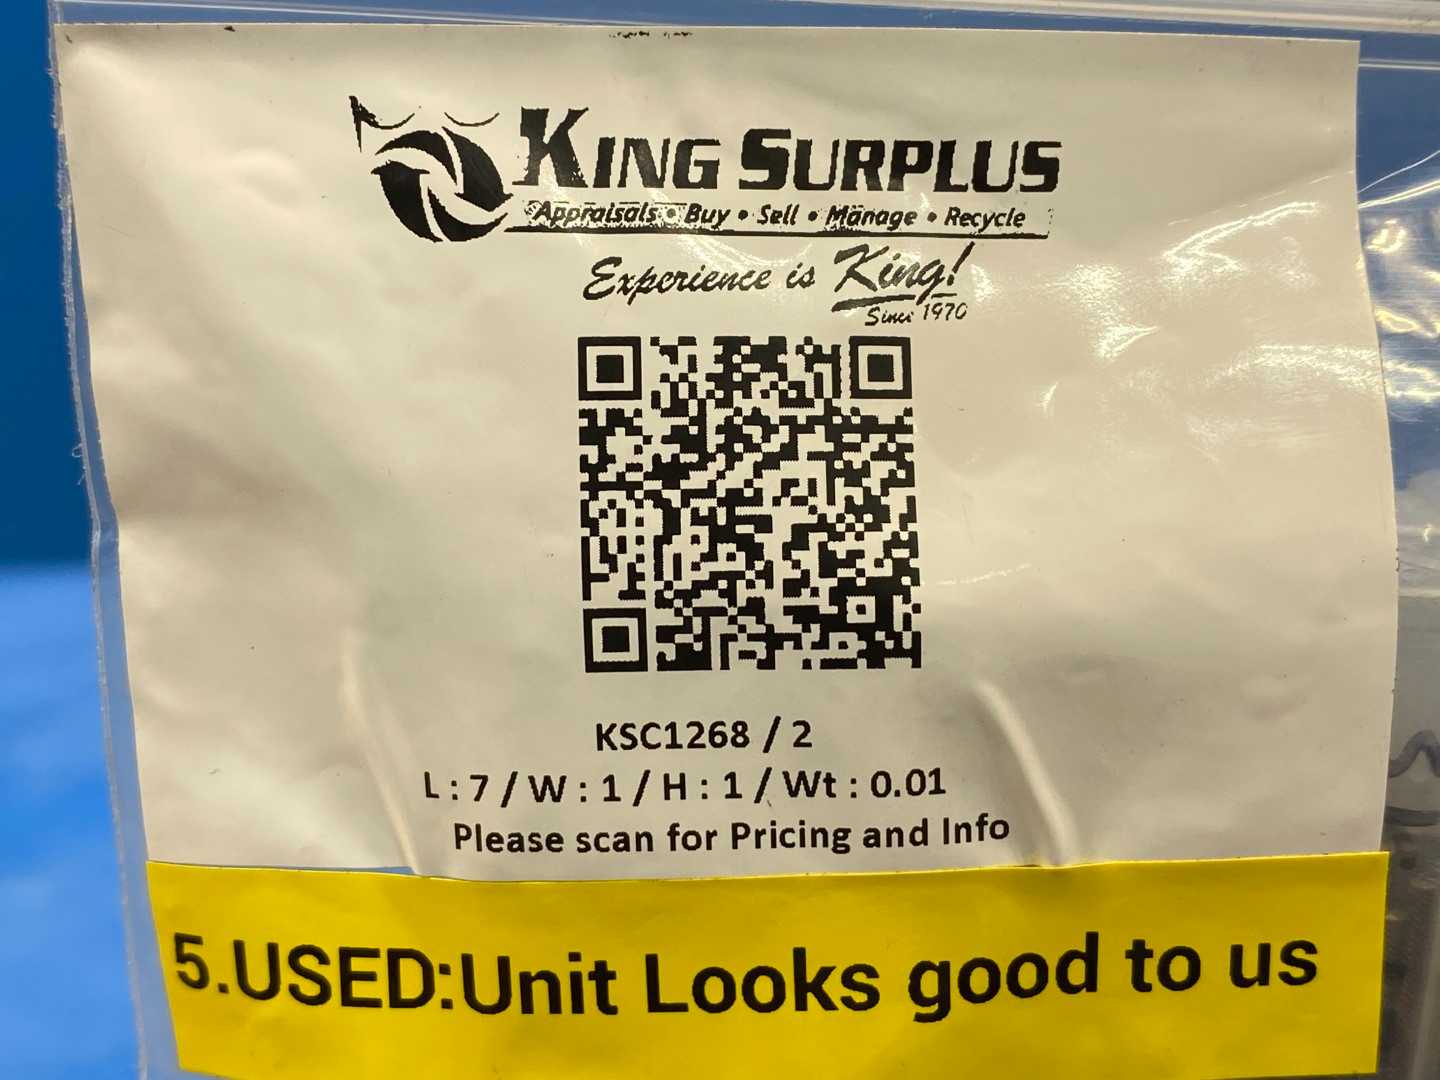 KING SURPLUS
Appraisals • Buy • Sell • Manage • Recycle
Experience is King!
Since 1970
KSC1268 / 2
L : 7 / W : 1 / H : 1 / Wt : 0.01
Please scan for Pricing and Info
5.USED:Unit Looks good to us